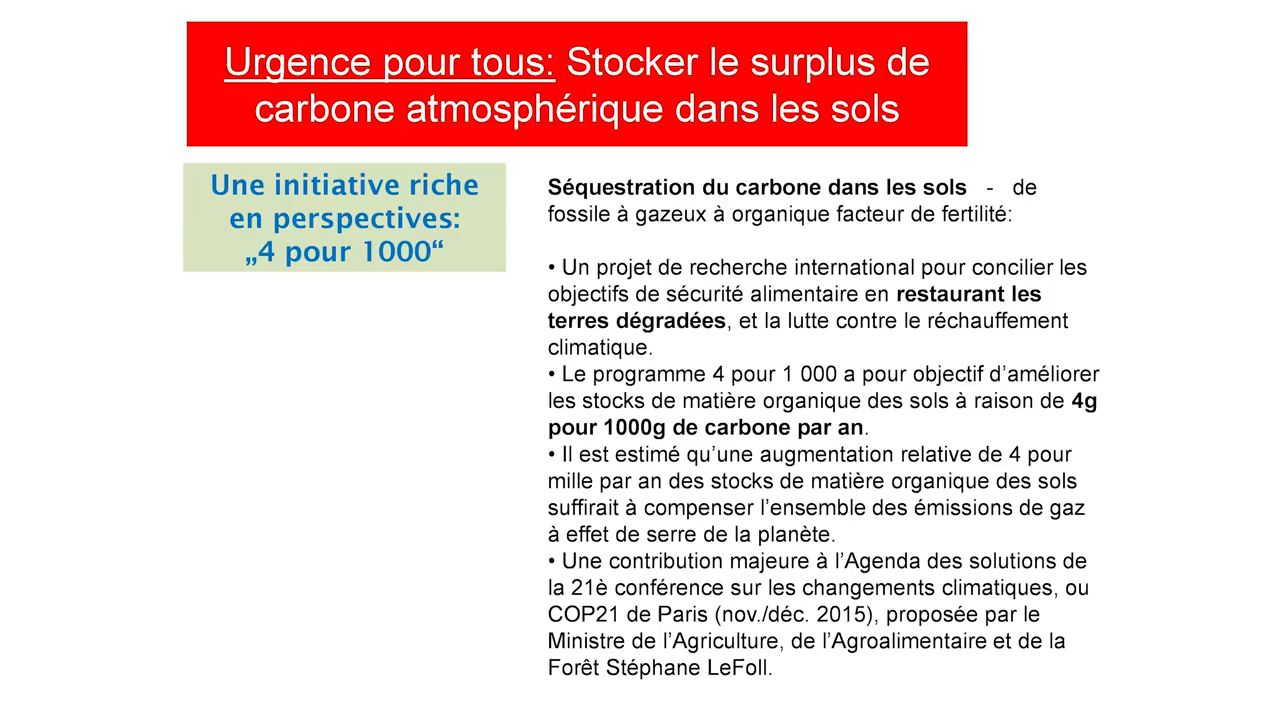 Urgence pour tous: Stocker le surplus de
carbone atmosphérique dans les sols
Une initiative riche
en perspectives:
„4 pour 1000“
Séquestration du carbone dans les sols - de
fossile à gazeux à organique facteur de fertilité:
• Un projet de recherche international pour concilier les
objectifs de sécurité alimentaire en restaurant les
terres dégradées, et la lutte contre le réchauffement
climatique.
• Le programme 4 pour 1 000 a pour objectif d’améliorer
les stocks de matière organique des sols à raison de 4g
pour 1000g de carbone par an.
• Il est estimé qu’une augmentation relative de 4 pour
mille par an des stocks de matière organique des sols
suffirait à compenser l’ensemble des émissions de gaz
à effet de serre de la planète.
• Une contribution majeure à l’Agenda des solutions de
la 21è conférence sur les changements climatiques, ou
COP21 de Paris (nov./déc. 2015), proposée par le
Ministre de l’Agriculture, de l’Agroalimentaire et de la
Forêt Stéphane LeFoll.